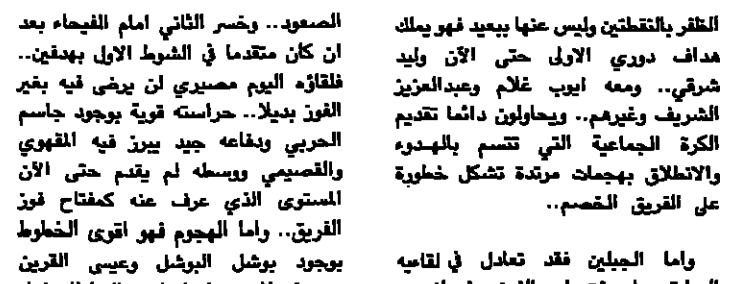 الظفر بالنقطتين وليس عنها ببعيد فهو يملك
هداف دوري الاولى حتى الآن وليد
شرقي.. ومعه ايوب غلام وعبدالعزيز
الشريف وغيرهم.. ويحاولون دائما تقديم
الكرة الجماعية التي تتسم بالهدوء
والانطلاق بهجمات مرتدة تشكل خطورة
على الفريق الخصم..
واما الجبلين فقد تعادل في لقاءيه
الصعود.. وخسر الثاني امام الفيحاء بعد
ان كان متقدما في الشوط الاول بهدفين..
فلقاؤه اليوم مصيري لن يرضى فيه بغير
الفوز بديلا.. حراسته قوية بوجود جاسم
الحربي ودفاعه جيد يبرز فيه المقهوي
والقصيمي ووسطه لم يقدم حتى الآن
المستوى الذي عرف عنه كمفتاح فوز
الفريق.. واما الهجوم فهو اقوى الخطوط
بوجود بوشل البوشل وعيسى القرين